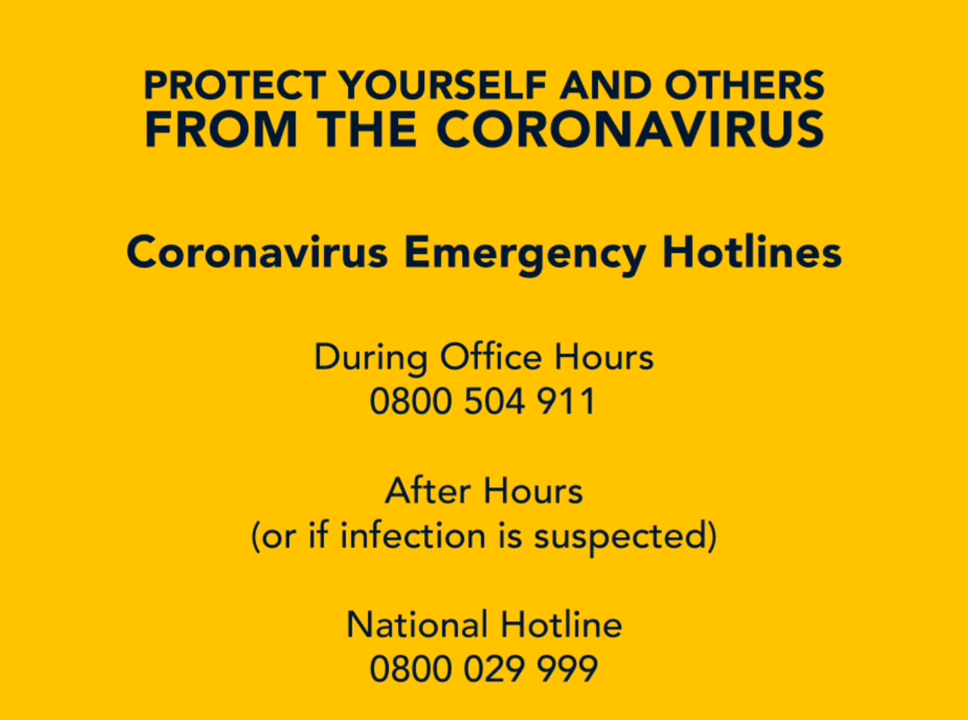 PROTECT YOURSELF AND OTHERS
FROM THE CORONAVIRUS
Coronavirus Emergency Hotlines
During Office Hours
0800 504 911
After Hours
(or if infection is suspected)
National Hotline
0800 029 999